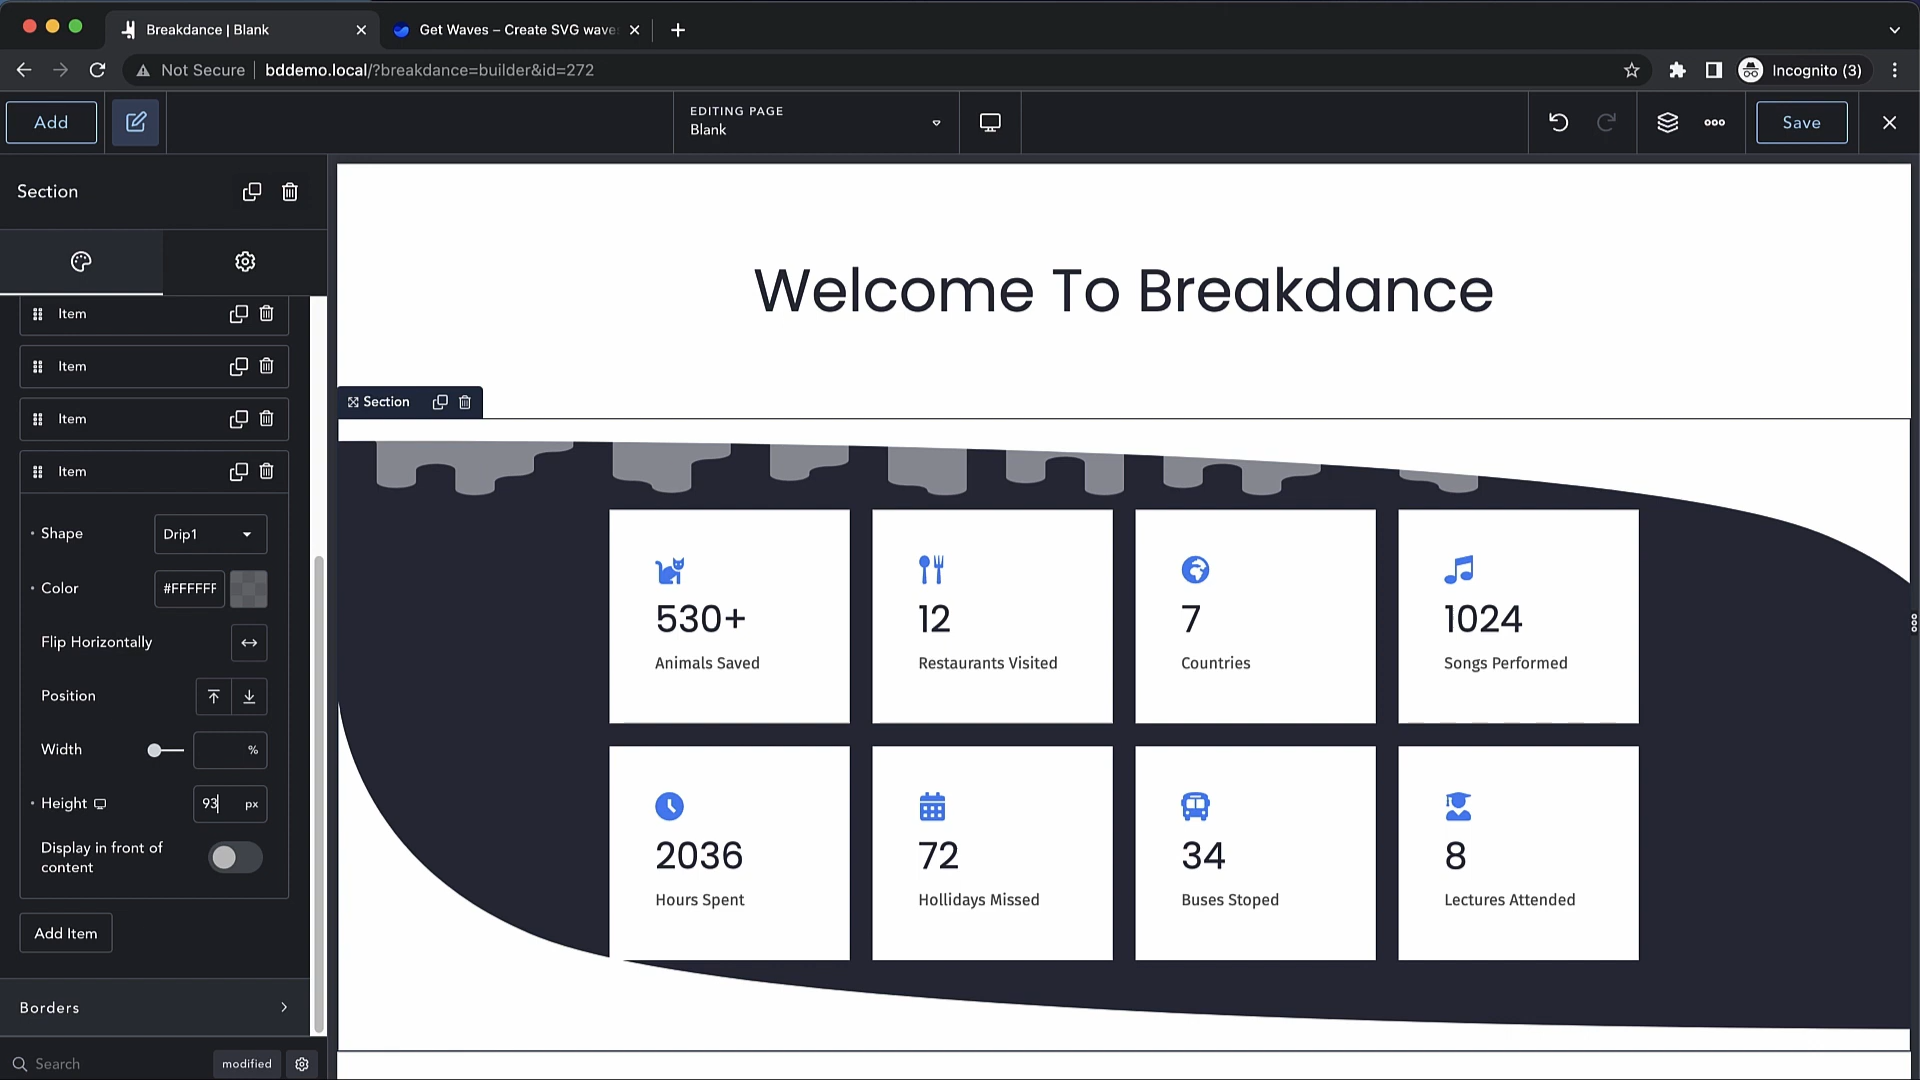 Breakdance | Blank
Get Waves – Create SVG wave
Not Secure
bddemo.local/?breakdance=builder&id=272
Incognito (3)
Add
EDITING PAGE
Blank
Save
Section
Item
Item
Item
Item
Shape
Drip1
Color
#FFFFFF
Flip Horizontally
Position
Width
%
Height
93
px
Display in front of
content
Add Item
Borders
Search
modified
Welcome To Breakdance
Section
530+
Animals Saved
12
Restaurants Visited
7
Countries
1024
Songs Performed
2036
Hours Spent
72
Hollidays Missed
34
Buses Stoped
8
Lectures Attended